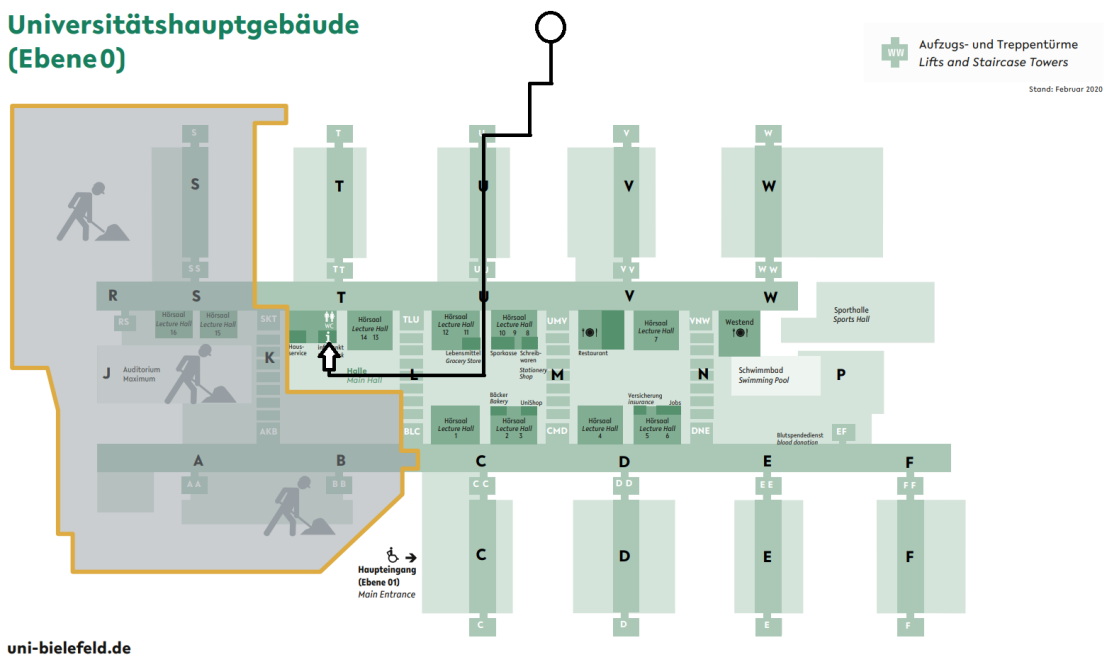 Universitätshauptgebäude
(Ebene 0)
WW
Aufzugs- und Treppentürme
Lifts and Staircase Towers
Stand: Februar 2020
S
T
U
V
W
S
T
U
V
W
SS
TT
UU
VV
WW
R
S
T
U
V
W
RS
Hörsaal
Lecture Hall
16
Hörsaal
Lecture Hall
15
SKT
WC
i
Haus-
service
Hörsaal
Lecture Hall
14 13
TLU
Hörsaal
Lecture Hall
12 11
Lebensmittel
Grocery Store
Hörsaal
Lecture Hall
10 9 8
Sparkasse
Schreib-
waren
Stationery
Shop
UMV
Restaurant
Hörsaal
Lecture Hall
7
VNW
Westend
Sporthalle
Sports Hall
J
Auditorium
Maximum
K
Halle
Main Hall
L
M
N
Schwimmbad
Swimming Pool
P
AKB
BLC
Hörsaal
Lecture Hall
1
Bäcker
Bakery
UniShop
Hörsaal
Lecture Hall
2 3
CMD
Hörsaal
Lecture Hall
4
Versicherung
insurance
Jobs
Hörsaal
Lecture Hall
5 6
DNE
Blutspendedienst
blood donation
EF
A
B
C
D
E
F
AA
BB
CC
DD
EE
FF
C
D
E
F
Haupteingang
(Ebene 01)
Main Entrance
C
D
E
F
uni-bielefeld.de